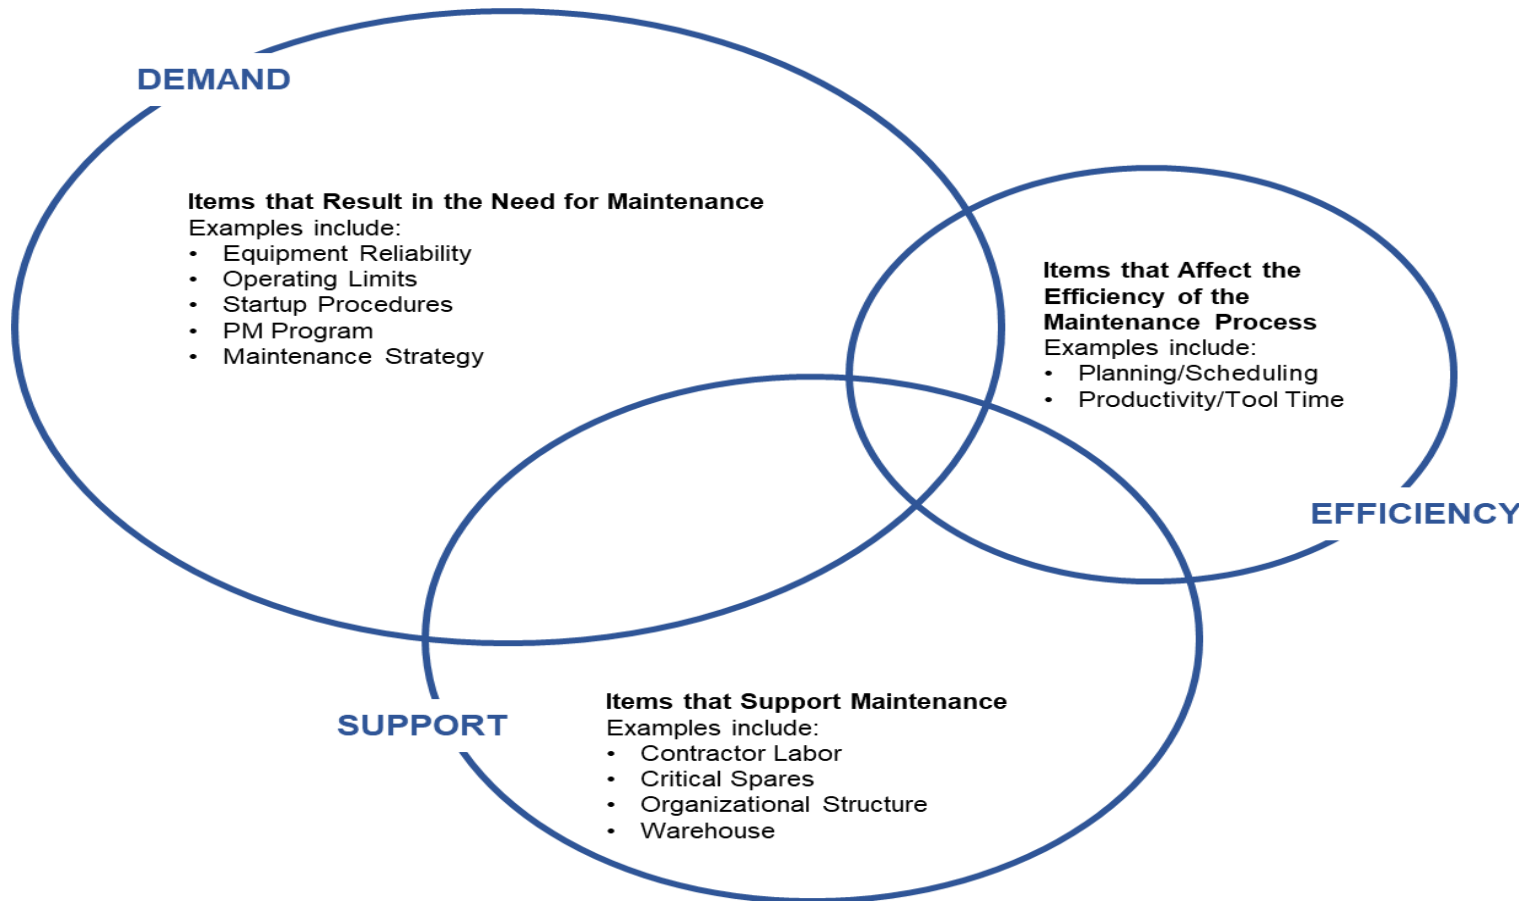 DEMAND
Items that Result in the Need for Maintenance
Examples include:
• Equipment Reliability
• Operating Limits
• Startup Procedures
• PM Program
• Maintenance Strategy
Items that Affect the
Efficiency of the
Maintenance Process
Examples include:
• Planning/Scheduling
• Productivity/Tool Time
EFFICIENCY
SUPPORT
Items that Support Maintenance
Examples include:
• Contractor Labor
• Critical Spares
• Organizational Structure
• Warehouse